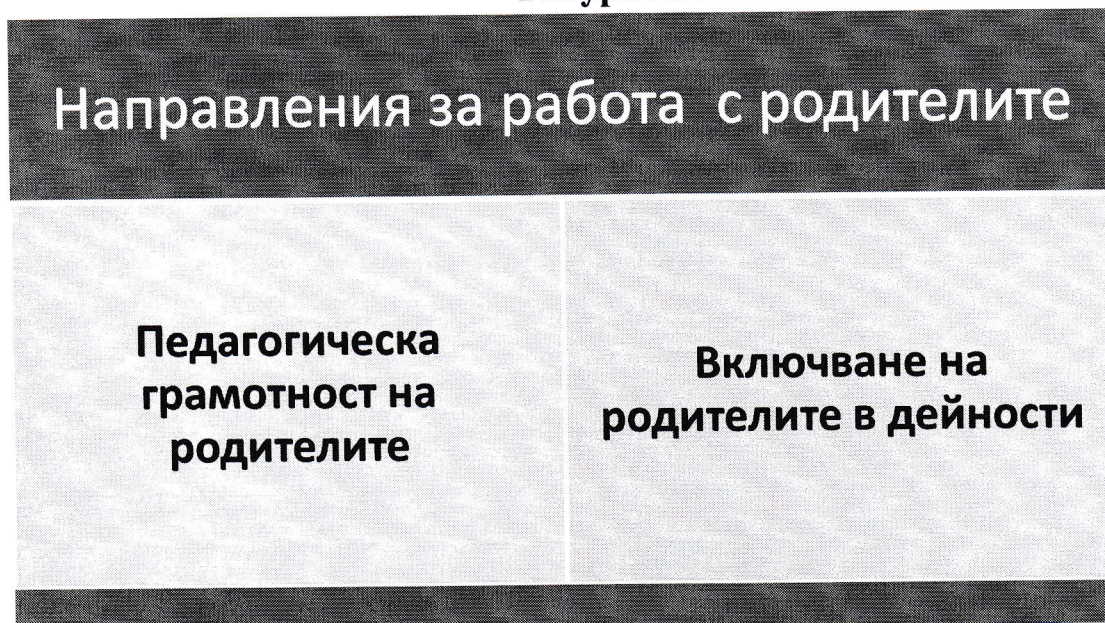 Направления за работа с родителите
Педагогическа
грамотност на
родителите
Включване на
родителите в дейности